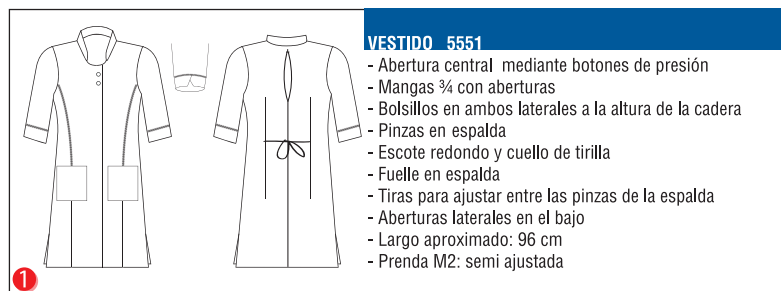 VESTIDO 5551
- Abertura central mediante botones de presión
- Mangas ¾ con aberturas
- Bolsillos en ambos laterales a la altura de la cadera
- Pinzas en espalda
- Escote redondo y cuello de tirilla
- Fuelle en espalda
- Tiras para ajustar entre las pinzas de la espalda
- Aberturas laterales en el bajo
- Largo aproximado: 96 cm
- Prenda M2: semi ajustada
1